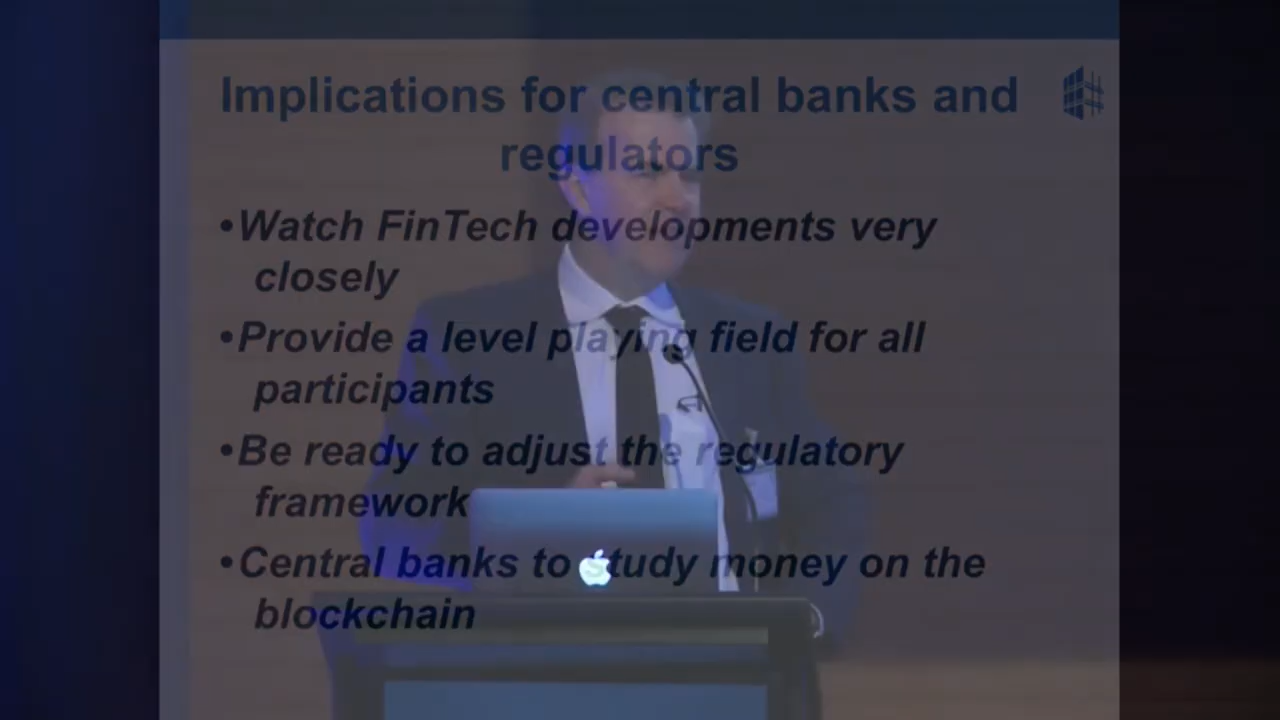 Implications for central banks and
regulators
•Watch FinTech developments very
closely
•Provide a level playing field for all
participants
•Be ready to adjust the regulatory
framework
•Central banks to study money on the
blockchain